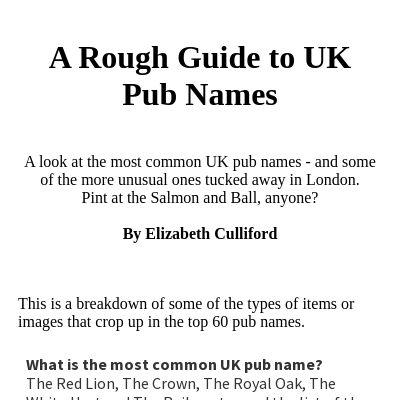 A Rough Guide to UK
Pub Names
A look at the most common UK pub names - and some
of the more unusual ones tucked away in London.
Pint at the Salmon and Ball, anyone?
By Elizabeth Culliford
This is a breakdown of some of the types of items or
images that crop up in the top 60 pub names.
What is the most common UK pub name?
The Red Lion, The Crown, The Royal Oak, The